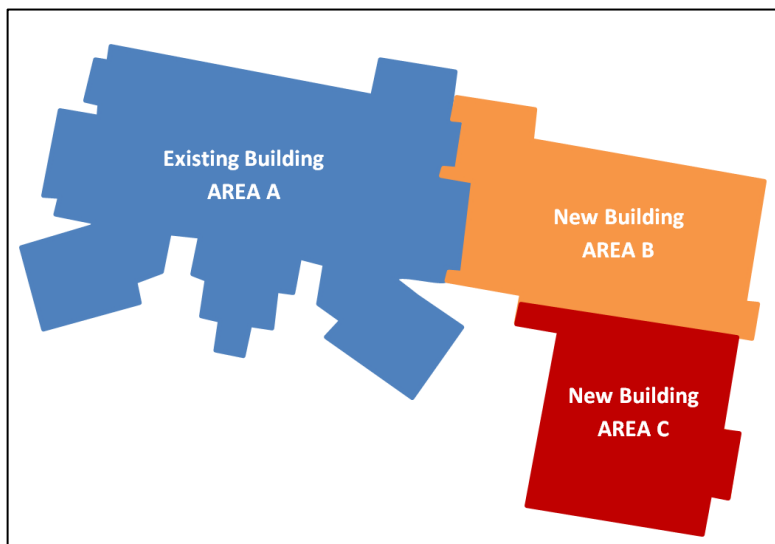 Existing Building
AREA A
New Building
AREA B
New Building
AREA C